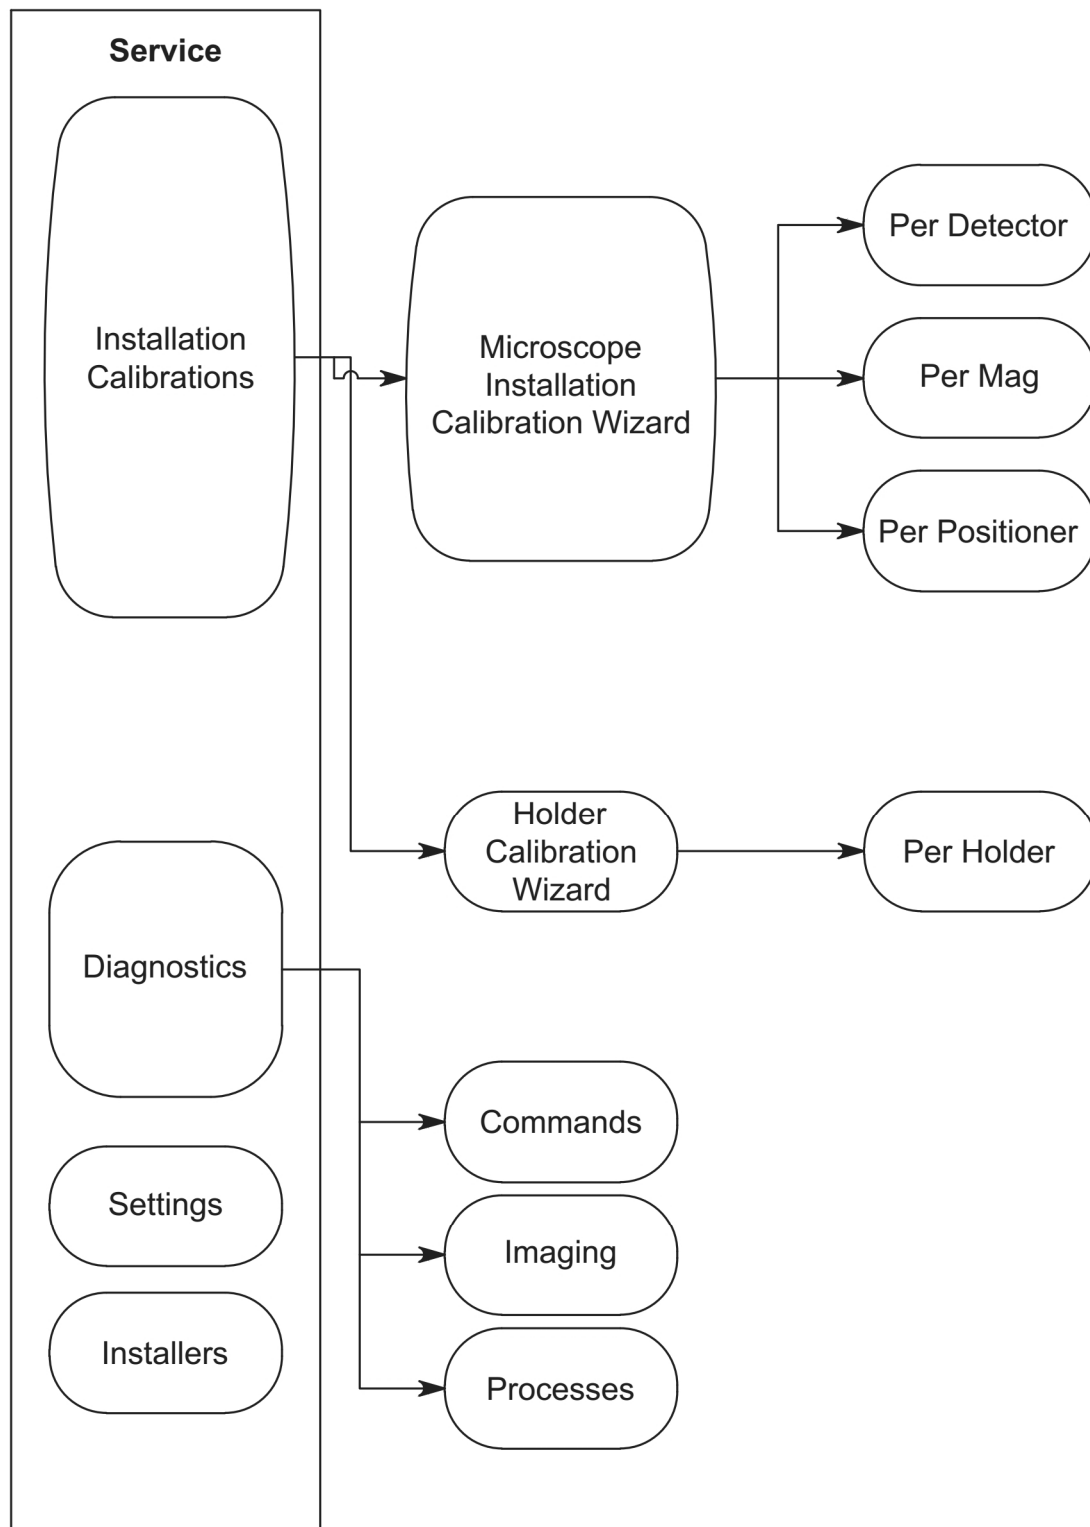 Service
Installation
Calibrations
Microscope
Installation
Calibration Wizard
Per Detector
Per Mag
Per Positioner
Holder
Calibration
Wizard
Per Holder
Diagnostics
Commands
Settings
Imaging
Installers
Processes